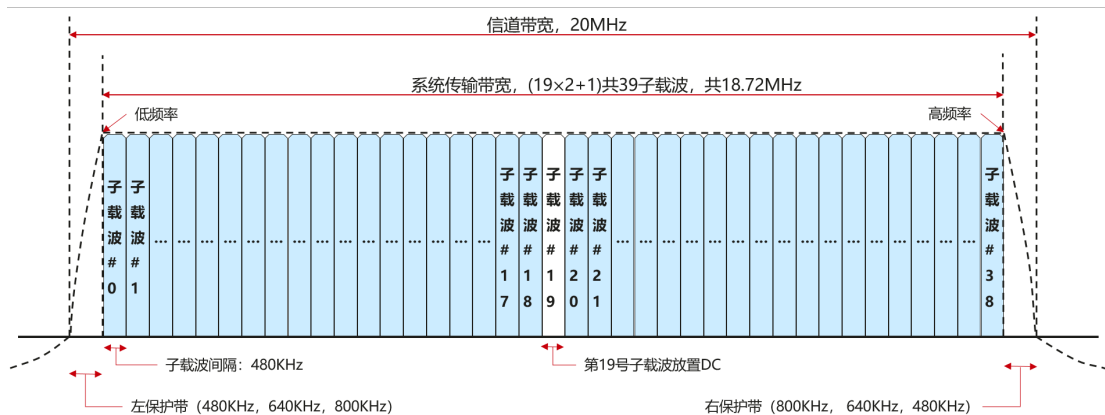 信道带宽，20MHz
系统传输带宽，(19×2+1)共39子载波，共18.72MHz
低频率
高频率
子载波#0
子载波#1
... ... ... ... ... ... ... ... ... ... ... ... ... ... ...
子载波#17
子载波#18
子载波#19
子载波#20
子载波#21
... ... ... ... ... ... ... ... ... ... ... ... ... ... ... ...
子载波#38
子载波间隔：480KHz
第19号子载波放置DC
左保护带（480KHz，640KHz，800KHz）
右保护带（800KHz， 640KHz，480KHz）